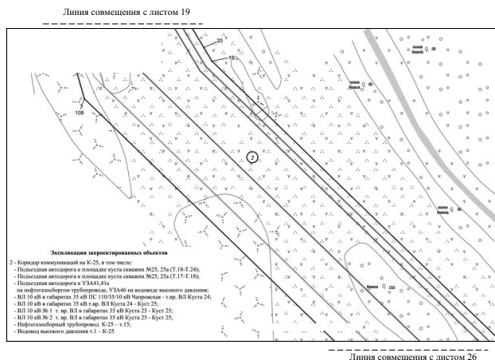 Линия совмещения с листом 19
20
19
108
2
Экспликация запроектированных объектов
2 - Коридор коммуникаций на К-25, в том числе:
- Подъездная автодорога к площадке куста скважин №25, 25а (Т.18-Т.24);
- Подъездная автодорога к площадке куста скважин №25, 25а (Т.17-Т.18);
- Подъездная автодорога к УЗА41,41а
на нефтегазосборном трубопроводе, УЗА46 на водоводе высокого давления;
- ВЛ 10 кВ в габаритах 35 кВ ПС 110/35/10 кВ Чапровская - т.вр. ВЛ Куста 24;
- ВЛ 10 кВ в габаритах 35 кВ т.вр. ВЛ Куста 24 - Куст 25;
- ВЛ 10 кВ № 1 т. вр. ВЛ в габаритах 35 кВ Куста 25 - Куст 25;
- ВЛ 10 кВ № 2 т. вр. ВЛ в габаритах 35 кВ Куста 25 - Куст 25;
- Нефтегазосборный трубопровод К-25 – т.15;
- Водовод высокого давления т.1 – К-25
Линия совмещения с листом 26